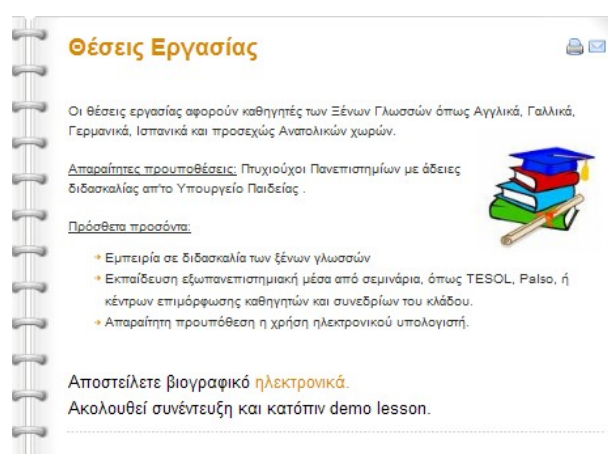 Θέσεις Εργασίας
Οι θέσεις εργασίας αφορούν καθηγητές των Ξένων Γλωσσών όπως Αγγλικά, Γαλλικά,
Γερμανικά, Ισπανικά και προσεχώς Ανατολικών χωρών.
Απαραίτητες προυποθέσεις: Πτυχιούχοι Πανεπιστημίων με άδειες
διδασκαλίας απ'το Υπουργείο Παιδείας .
Πρόσθετα προσόντα:
Εμπειρία σε διδασκαλία των ξένων γλωσσών
Εκπαίδευση εξωπανεπιστημιακή μέσα από σεμινάρια, όπως TESOL, Palso, ή
κέντρων επιμόρφωσης καθηγητών και συνεδρίων του κλάδου.
Απαραίτητη προυπόθεση η χρήση ηλεκτρονικού υπολογιστή.
Αποστείλετε βιογραφικό ηλεκτρονικά.
Ακολουθεί συνέντευξη και κατόπιν demo lesson.